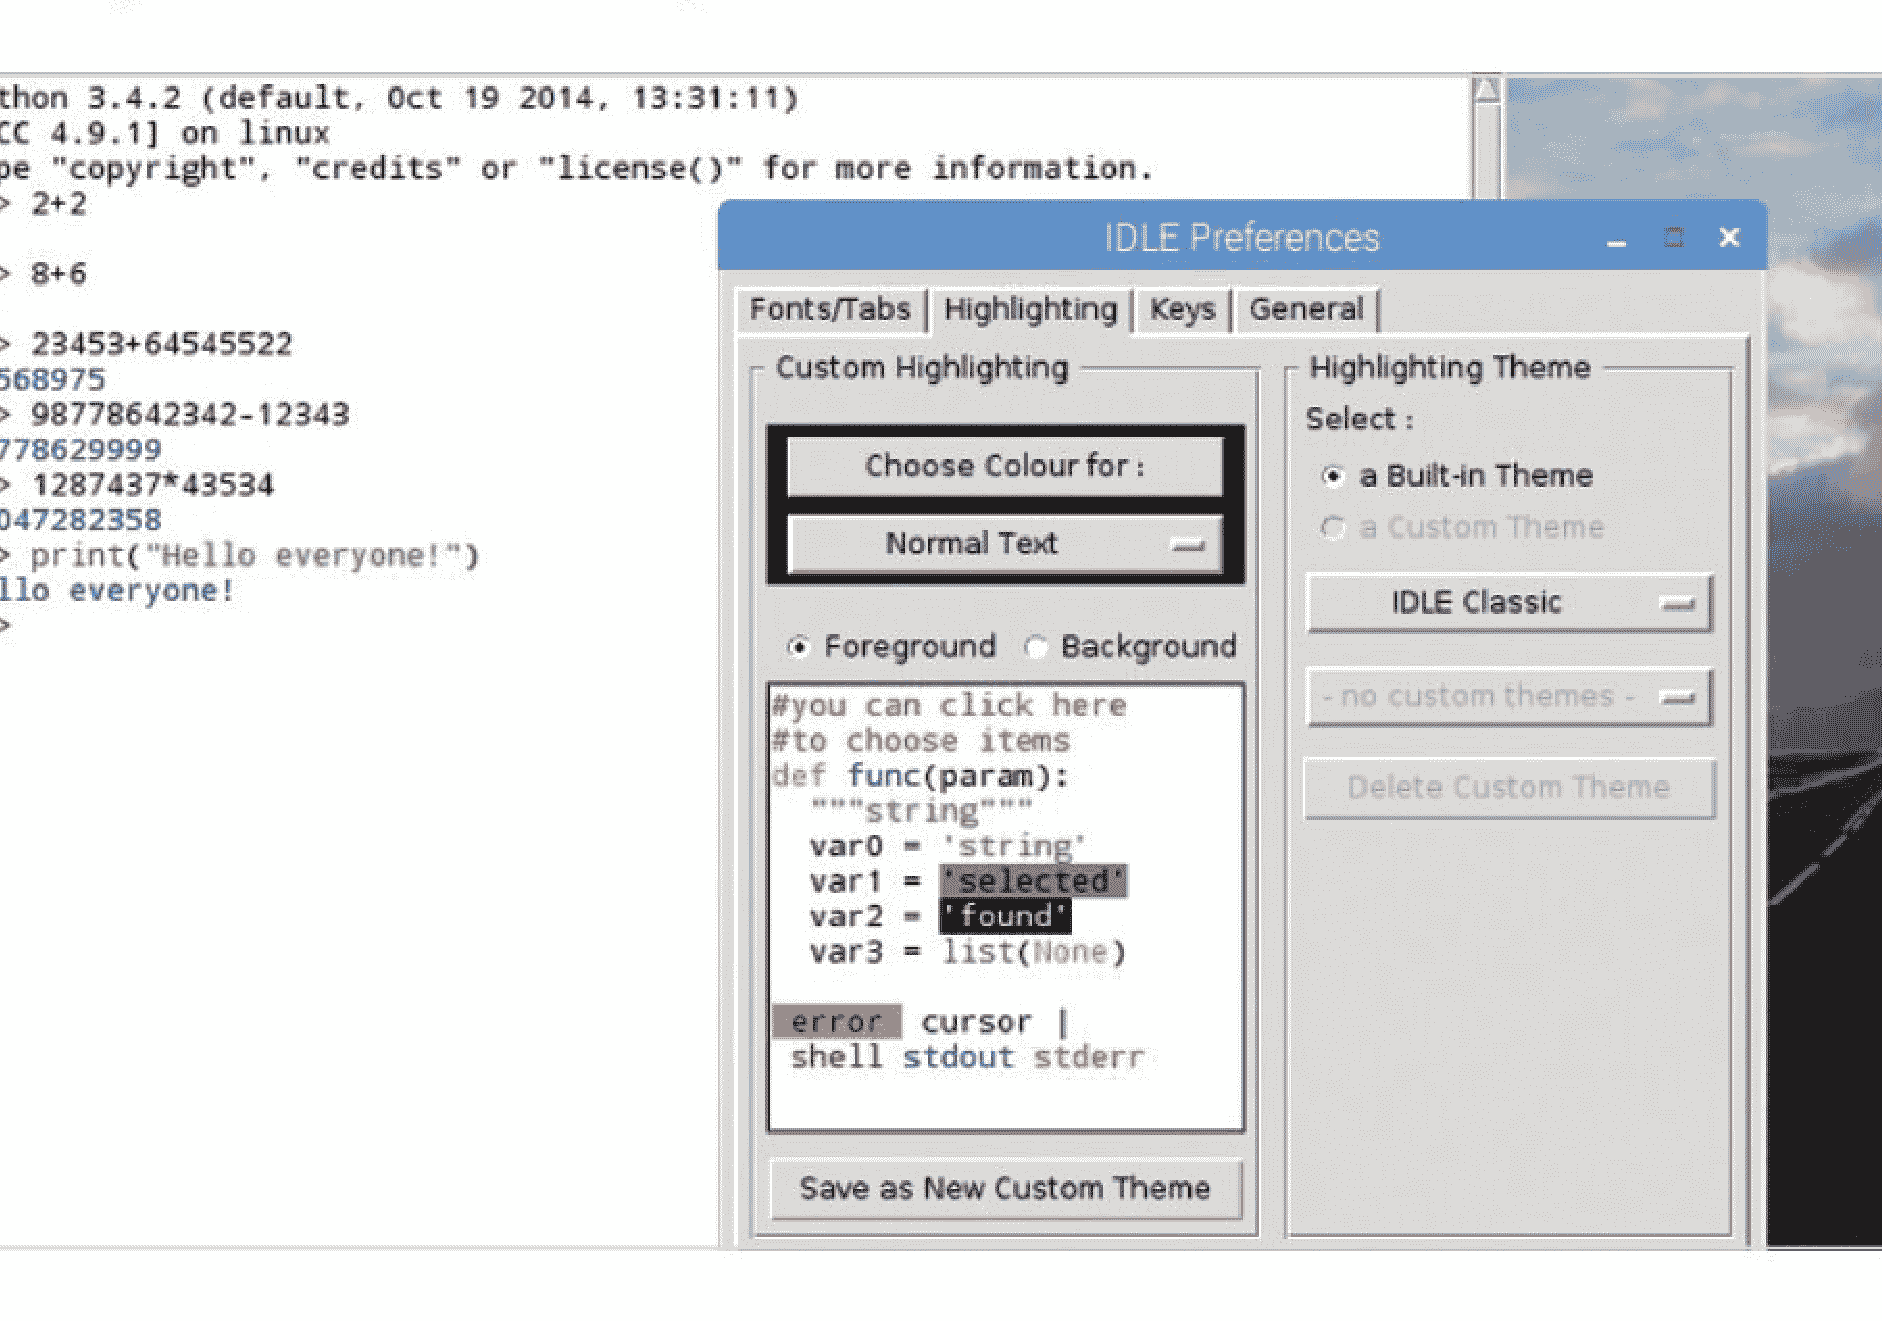 thon 3.4.2 (default, Oct 19 2014, 13:31:11)
CC 4.9.1] on linux
pe "copyright", "credits" or "license()" for more information.
> 2+2
> 8+6
> 23453+64545522
568975
> 98778642342-12343
778629999
> 1287437*43534
047282358
> print("Hello everyone!")
llo everyone!
>
IDLE Preferences
Fonts/Tabs Highlighting Keys General
Custom Highlighting
Choose Colour for :
Normal Text
Foreground Background
#you can click here
#to choose items
def func(param):
"""string"""
var0 = 'string'
var1 = 'selected'
var2 = 'found'
var3 = list(None)
error cursor |
shell stdout stderr
Save as New Custom Theme
Highlighting Theme
Select :
a Built-in Theme
a Custom Theme
IDLE Classic
- no custom themes -
Delete Custom Theme